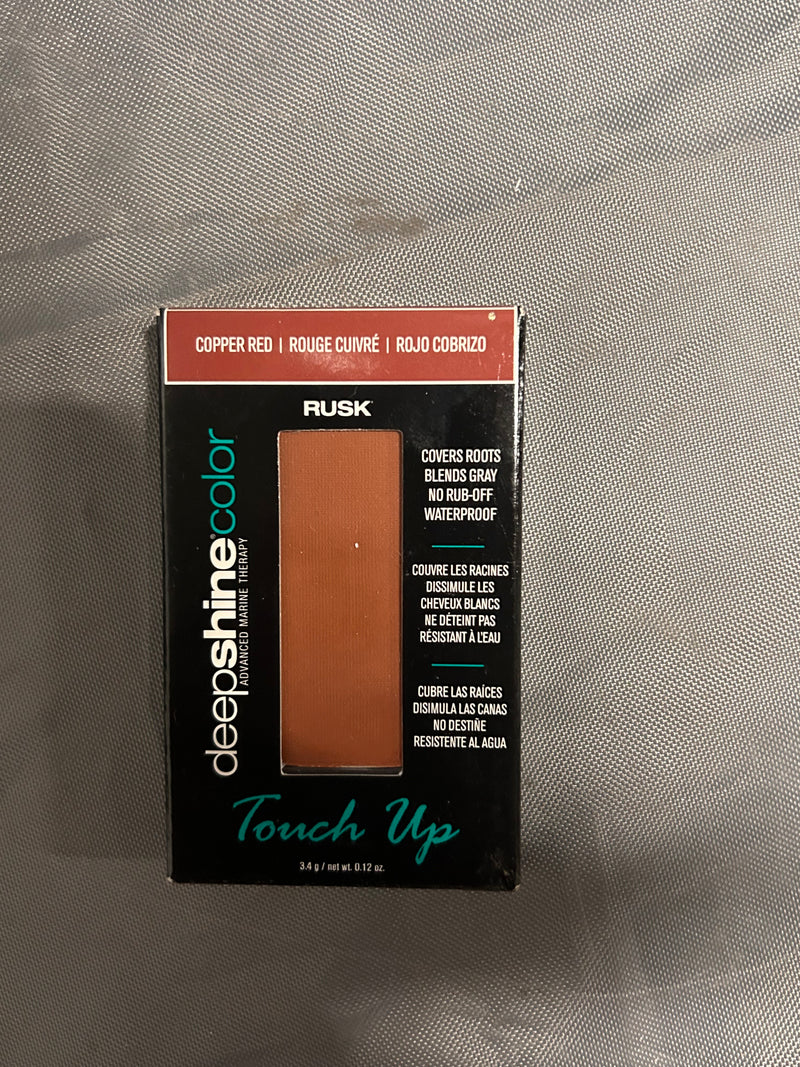 COPPER RED | ROUGE CUIVRÉ | ROJO COBRIZO
RUSK
deepshine® color
ADVANCED MARINE THERAPY
COVERS ROOTS
BLENDS GRAY
NO RUB-OFF
WATERPROOF
COUVRE LES RACINES
DISSIMULE LES
CHEVEUX BLANCS
NE DÉTEINT PAS
RÉSISTANT À L'EAU
CUBRE LAS RAÍCES
DISIMULA LAS CANAS
NO DESTIÑE
RESISTENTE AL AGUA
Touch Up
3.4 g / net wt. 0.12 oz.